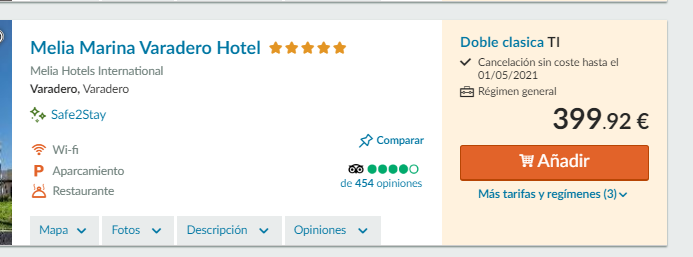 Melia Marina Varadero Hotel
Melia Hotels International
Varadero, Varadero
Safe2Stay
Comparar
Wi-fi
P Aparcamiento
Restaurante
de 454 opiniones
Mapa
Fotos
Descripción
Opiniones
Doble clasica TI
Cancelación sin coste hasta el
01/05/2021
Régimen general
399.92 €
Añadir
Más tarifas y regímenes (3)